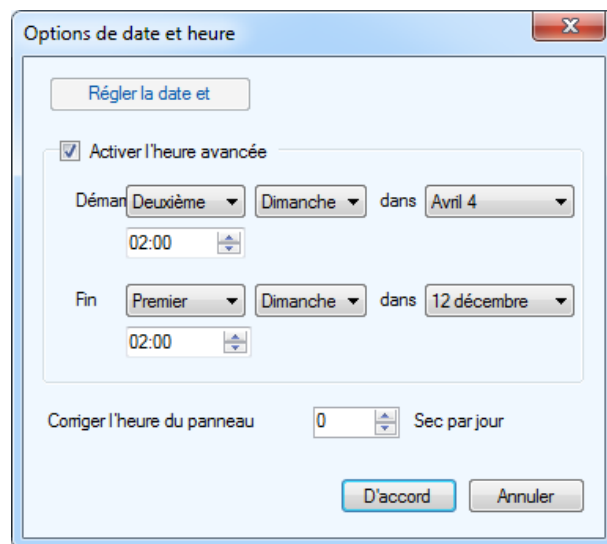 Options de date et heure
Régler la date et
Activer l'heure avancée
Démar Deuxième Dimanche dans Avril 4
02:00
Fin Premier Dimanche dans 12 décembre
02:00
Corriger l'heure du panneau 0 Sec par jour
D'accord Annuler